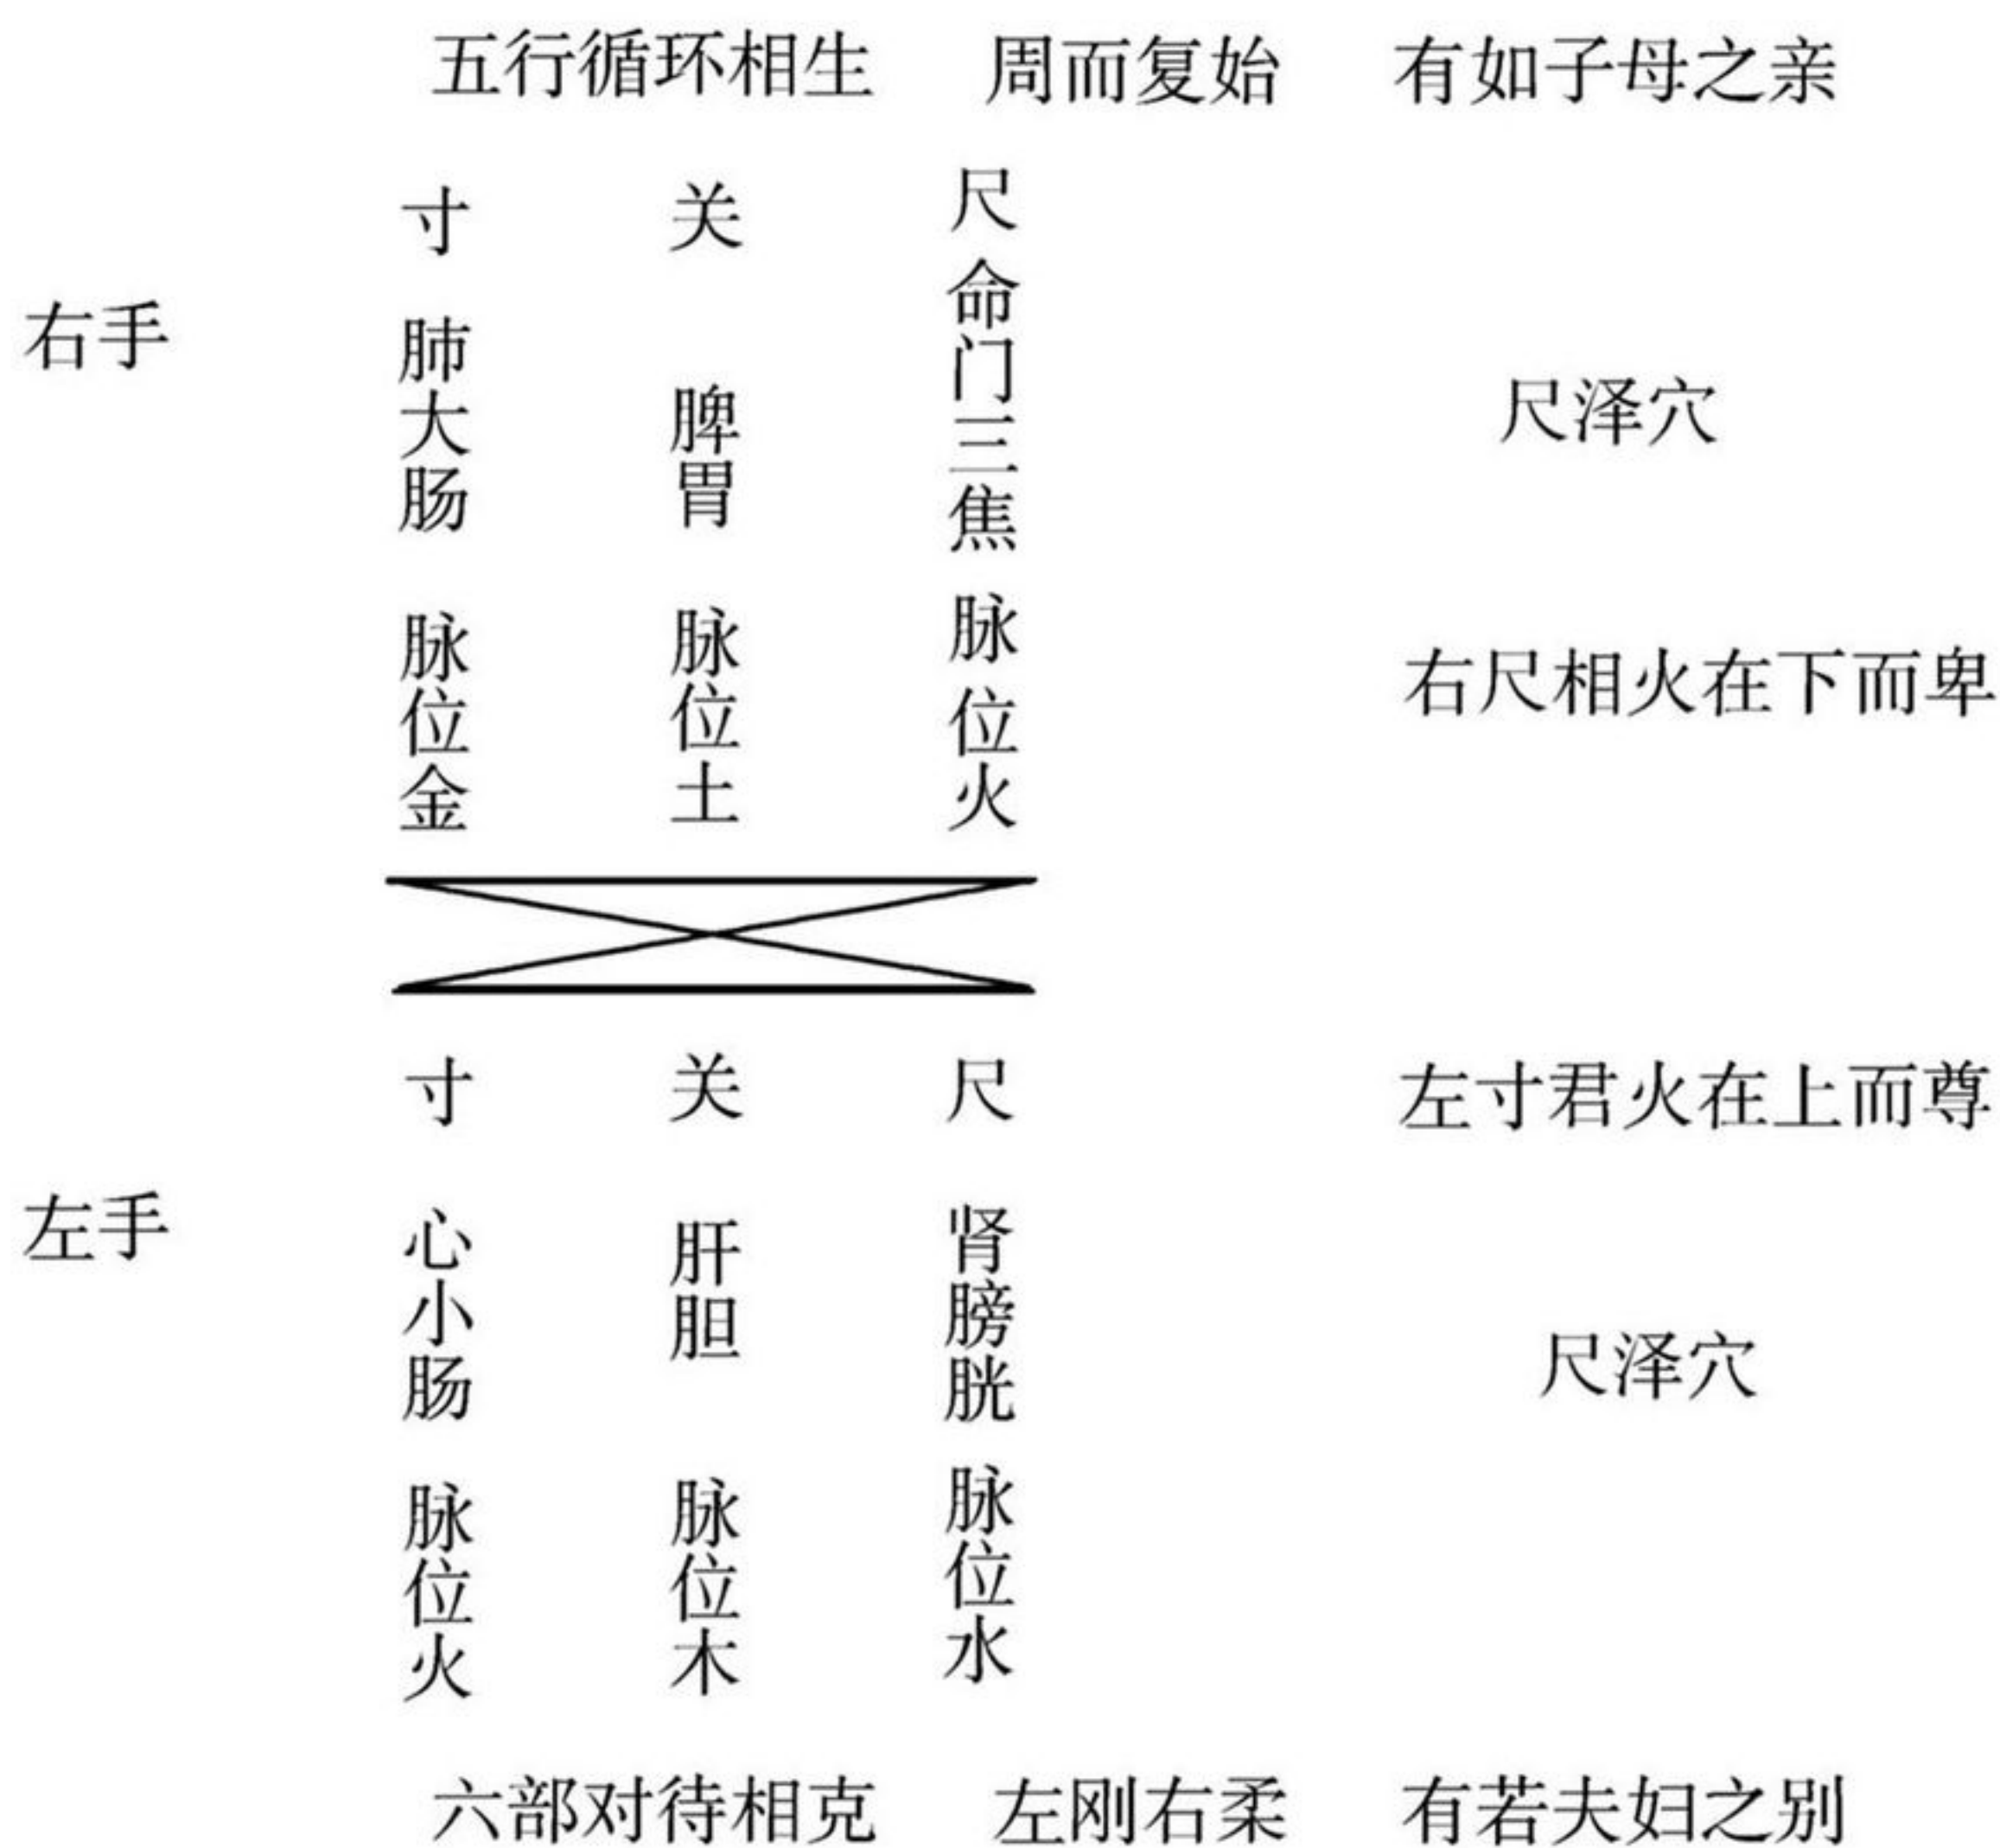 五行循环相生 周而复始 有如子母之亲
右手
寸
肺大肠
脉位金
关
脾胃
脉位土
尺
命门三焦
脉位火
尺泽穴
右尺相火在下而卑
左手
寸
心小肠
脉位火
关
肝胆
脉位木
尺
肾膀胱
脉位水
左寸君火在上而尊
尺泽穴
六部对待相克 左刚右柔 有若夫妇之别